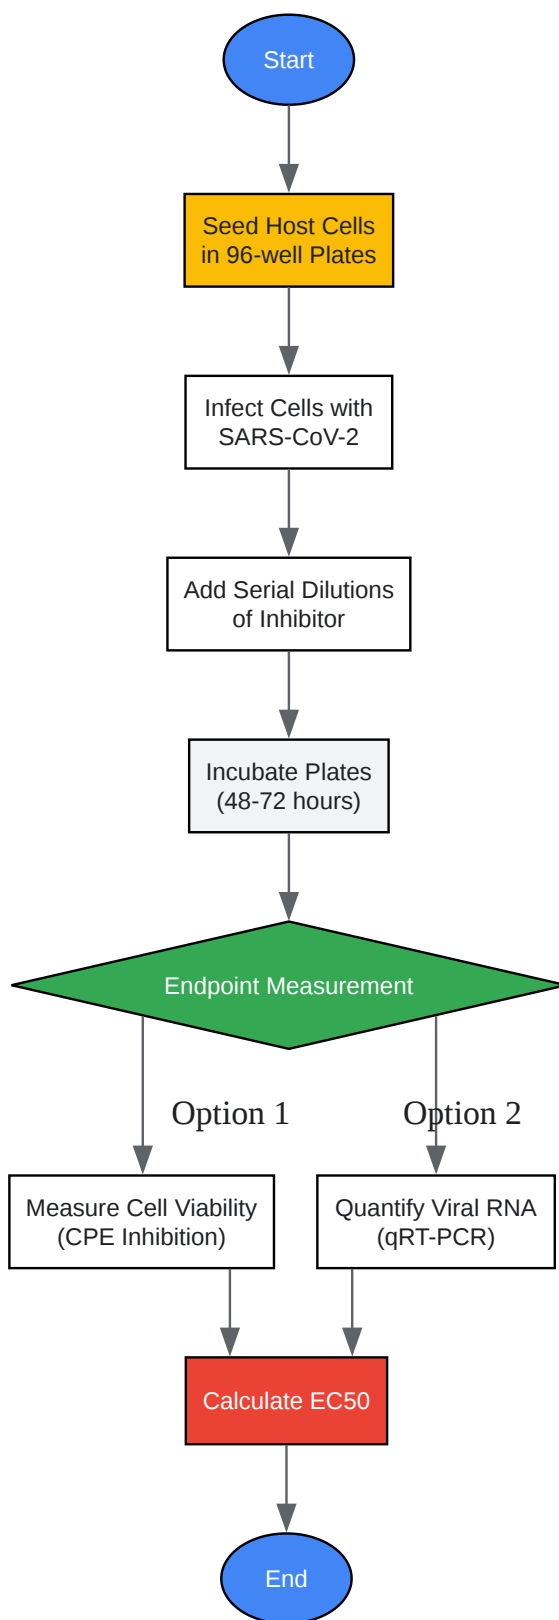 Start
Seed Host Cells
in 96-well Plates
Infect Cells with
SARS-CoV-2
Add Serial Dilutions
of Inhibitor
Incubate Plates
(48-72 hours)
Endpoint Measurement
Option 1
Option 2
Measure Cell Viability
(CPE Inhibition)
Quantify Viral RNA
(qRT-PCR)
Calculate EC50
End